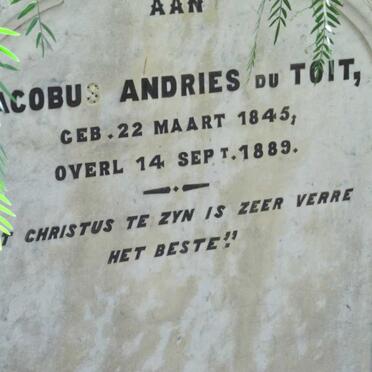 AAN
ACOBUS ANDRIES DU TOIT,
GEB. 22 MAART 1845,
OVERL 14 SEPT. 1889.
T CHRISTUS TE ZYN IS ZEER VERRE
HET BESTE."